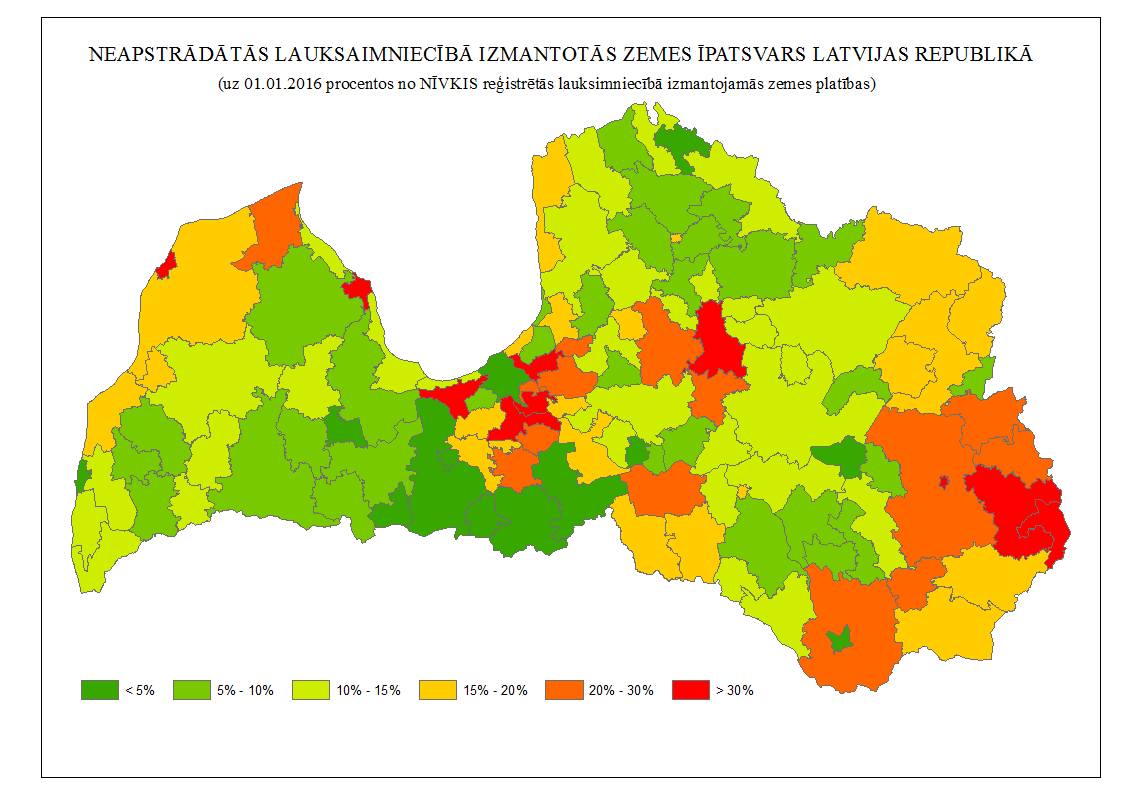 NEAPSTRĀDĀTĀS LAUKSAIMNIECĪBĀ IZMANTOTĀS ZEMES ĪPATSVARS LATVIJAS REPUBLIKĀ
(uz 01.01.2016 procentos no NĪVKIS reģistrētās lauksimniecībā izmantojamās zemes platības)
< 5% 5% - 10% 10% - 15% 15% - 20% 20% - 30% > 30%